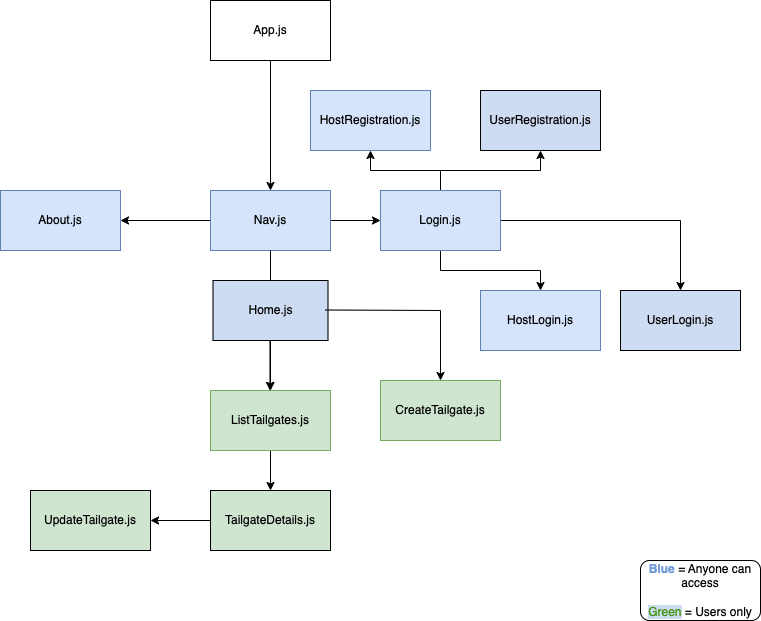 App.js
HostRegistration.js
UserRegistration.js
About.js
Nav.js
Login.js
Home.js
HostLogin.js
UserLogin.js
ListTailgates.js
CreateTailgate.js
UpdateTailgate.js
TailgateDetails.js
Blue = Anyone can
access
Green = Users only